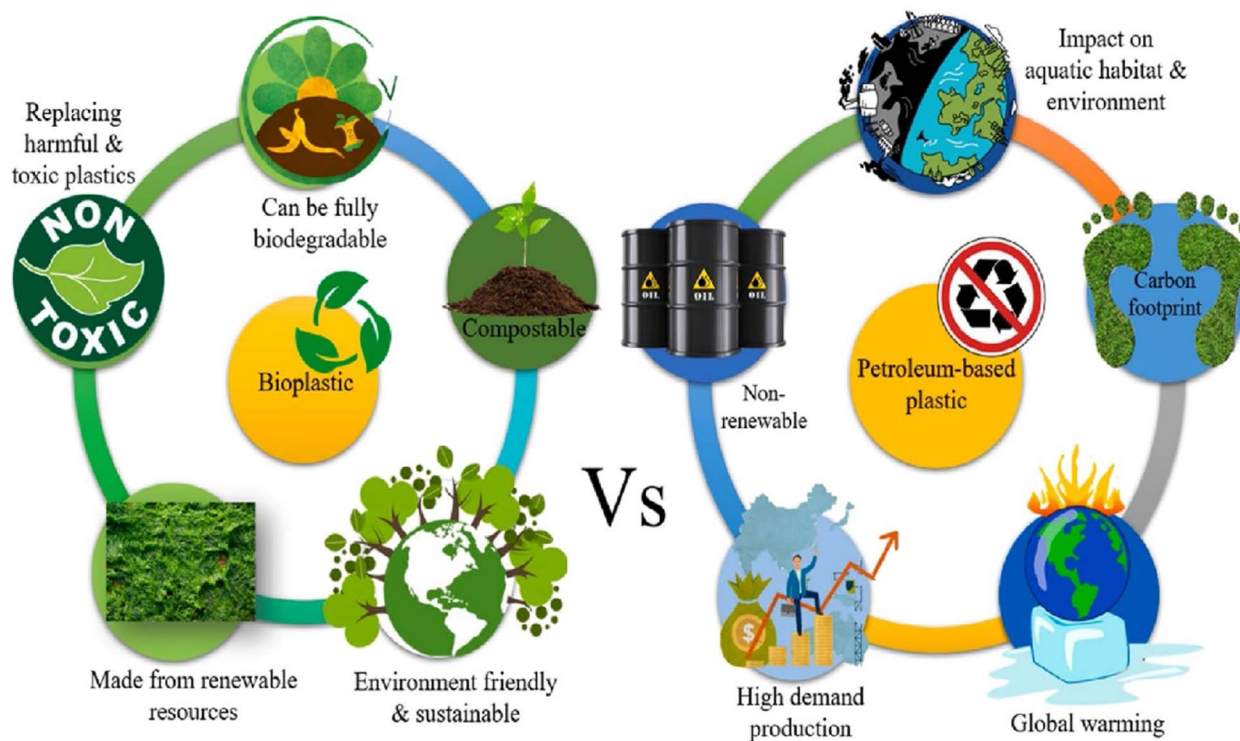 Replacing
harmful &
toxic plastics
NON
TOXIC
Can be fully
biodegradable
Compostable
Bioplastic
Made from renewable
resources
Environment friendly
& sustainable
Vs
Impact on
aquatic habitat &
environment
OIL
OIL
OIL
Non-
renewable
Carbon
footprint
Petroleum-based
plastic
$
High demand
production
Global warming